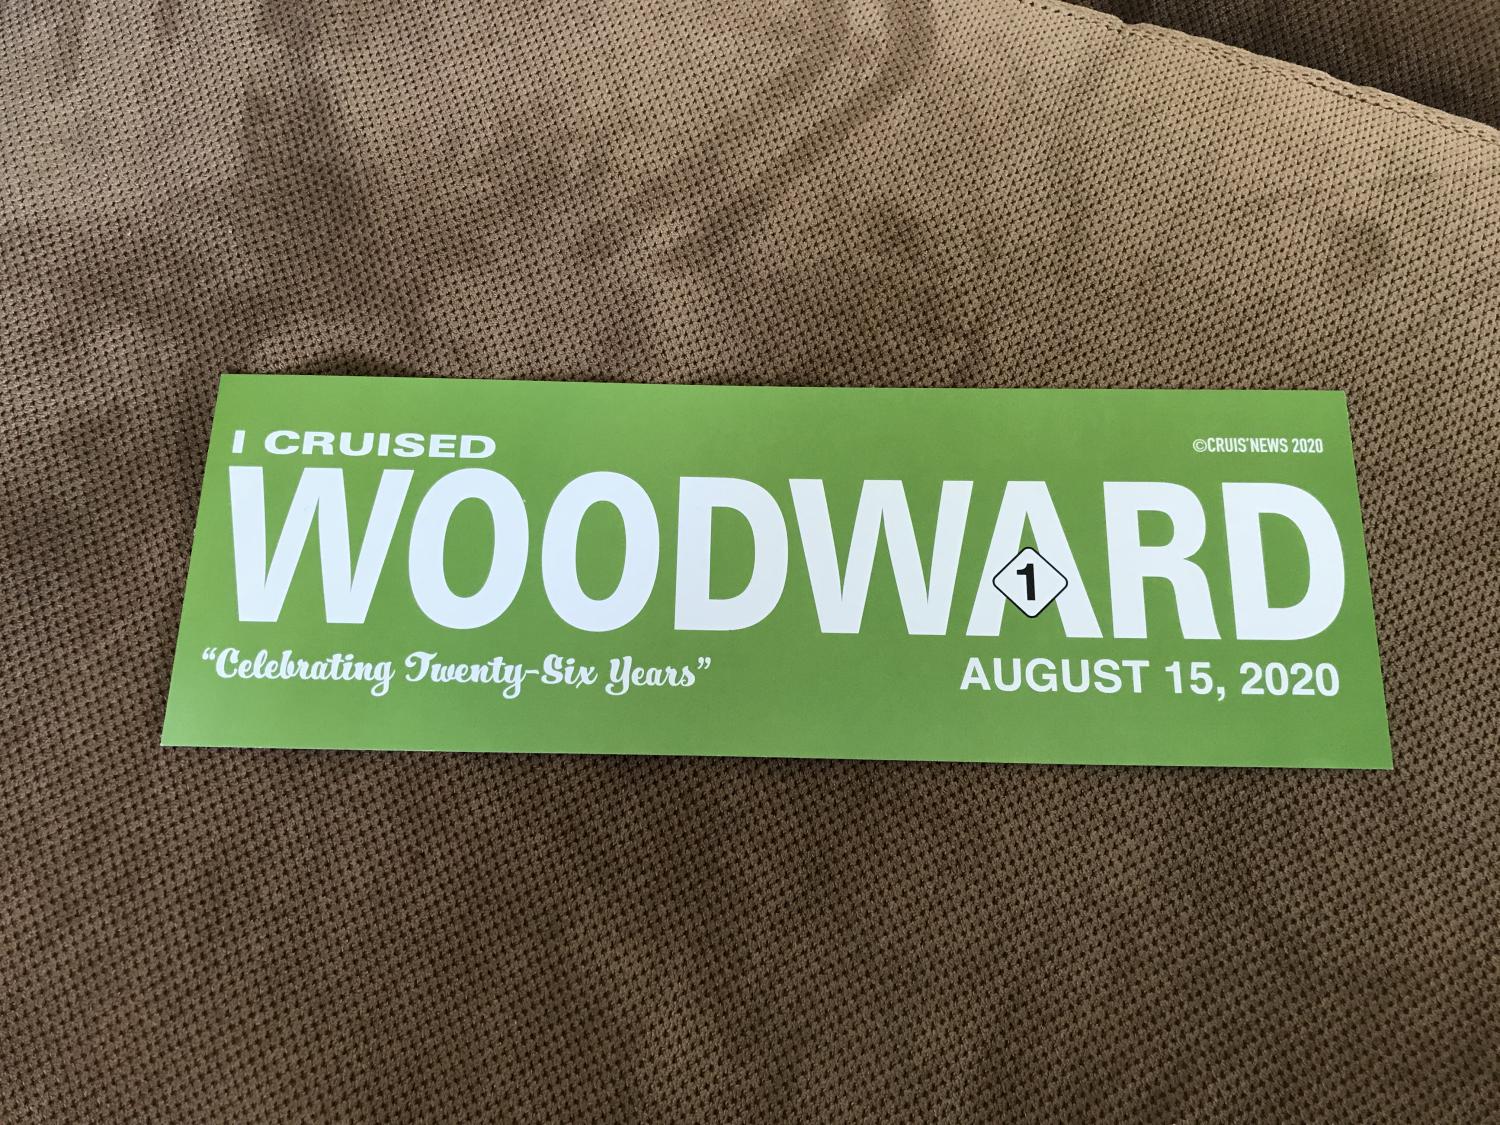 I CRUISED
©CRUIS'NEWS 2020
WOODWARD
1
"Celebrating Twenty-Six Years"
AUGUST 15, 2020